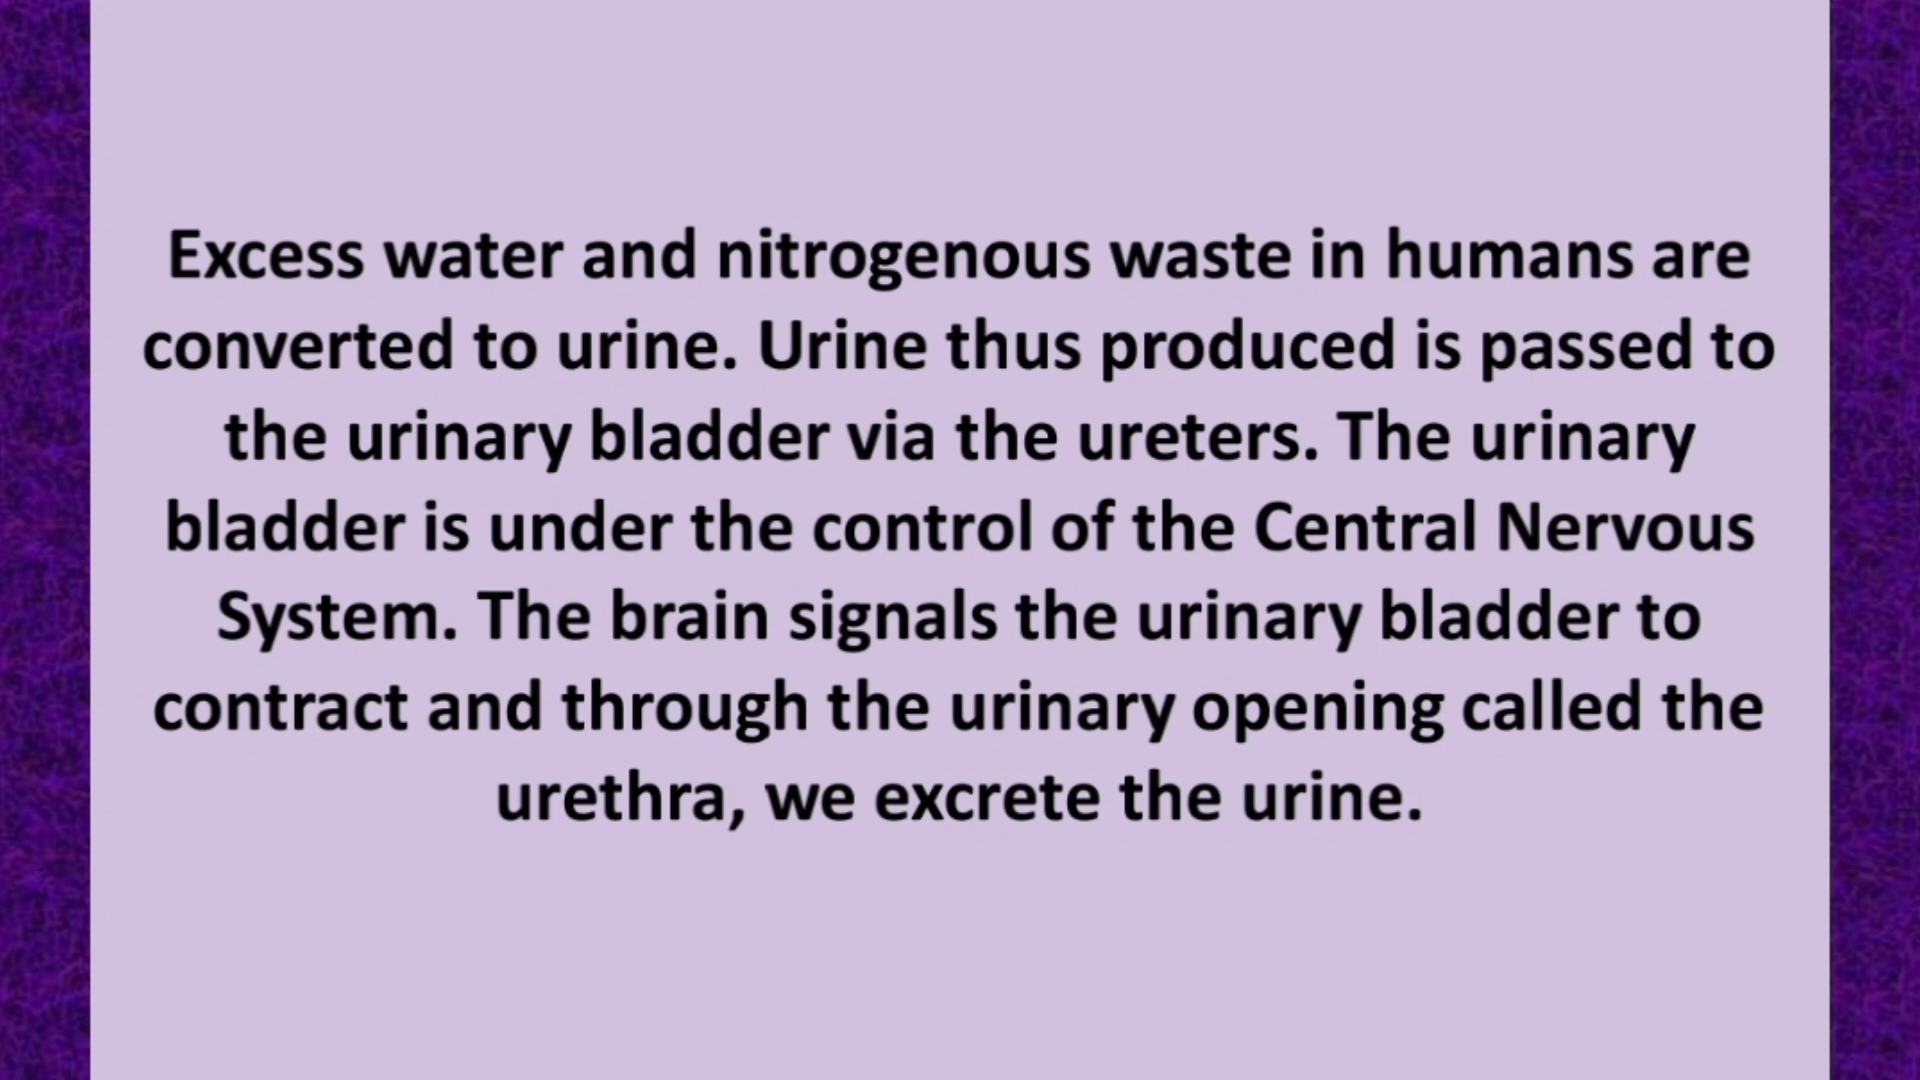 Excess water and nitrogenous waste in humans are
converted to urine. Urine thus produced is passed to
the urinary bladder via the ureters. The urinary
bladder is under the control of the Central Nervous
System. The brain signals the urinary bladder to
contract and through the urinary opening called the
urethra, we excrete the urine.